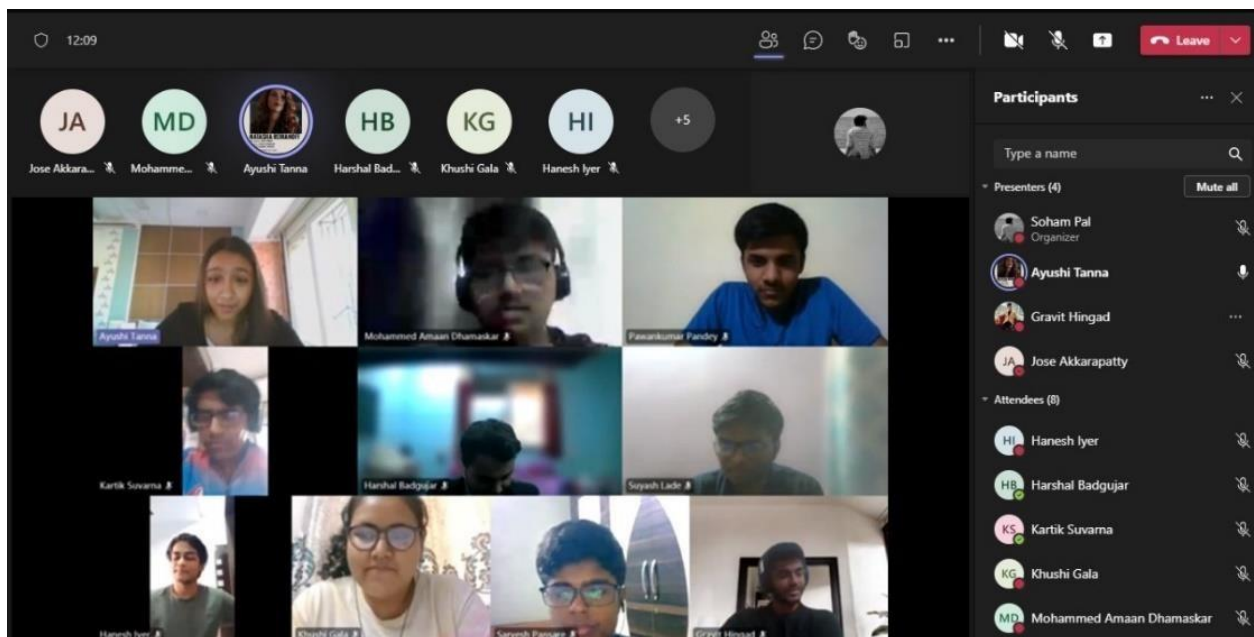 12:09
Leave
JA
MD
HB
KG
HI
+5
Jose Akkara...
Mohamme...
Ayushi Tanna
Harshal Bad...
Khushi Gala
Hanesh Iyer
Ayushi Tanna
Mohammed Amaan Dhamaskar
Pawankumar Pandey
Kartik Suvarna
Harshal Badgujar
Suyash Lade
Hanesh Iyer
Khushi Gala
Sarvesh Pansare
Gravit Hingad
Participants
Type a name
Presenters (4)
Mute all
Soham Pal
Organizer
Ayushi Tanna
Gravit Hingad
JA
Jose Akkarapatty
Attendees (8)
HI
Hanesh Iyer
HB
Harshal Badgujar
KS
Kartik Suvarna
KG
Khushi Gala
MD
Mohammed Amaan Dhamaskar